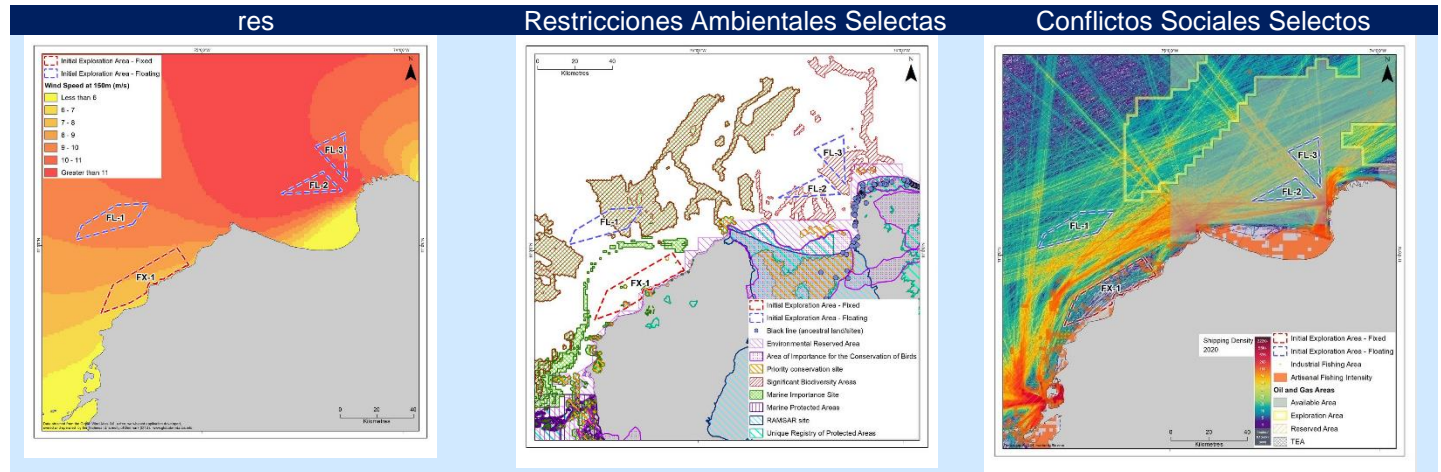 res
Restricciones Ambientales Selectas
Conflictos Sociales Selectos
Initial Exploration Area - Fixed
Initial Exploration Area - Floating
Wind Speed at 150m (m/s)
Less than 6
6 - 7
7 - 8
8 - 9
9 - 10
10 - 11
Greater than 11
N
FL-3
FL-2
FL-1
FX-1
0 20 40
Kilometres
0 20 40
Kilometres
N
FL-3
FL-2
FL-1
FX-1
Initial Exploration Area - Fixed
Initial Exploration Area - Floating
Black line (ancestral land/sites)
Environmental Reserved Area
Area of Importance for the Conservation of Birds
Priority conservation site
Significant Biodiversity Areas
Marine Importance Site
Marine Protected Areas
RAMSAR site
Unique Registry of Protected Areas
N
FL-3
FL-2
FL-1
FX-1
Shipping Density
2020
Initial Exploration Area - Fixed
Initial Exploration Area - Floating
Industrial Fishing Area
Artisanal Fishing Intensity
Oil and Gas Areas
Available Area
Exploration Area
Reserved Area
TEA
0 20 40
Kilometres